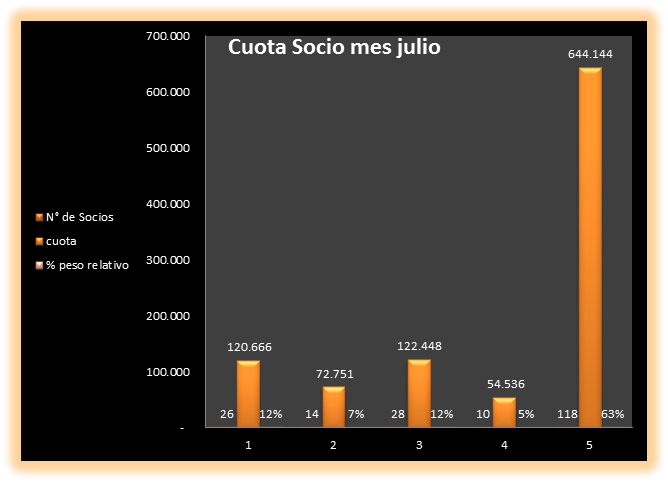 Cuota Socio mes julio
700.000
600.000
500.000
400.000
300.000
200.000
100.000
-
N° de Socios
cuota
% peso relativo
120.666
72.751
122.448
54.536
644.144
26 12% 14 7% 28 12% 10 5% 118 63%
1 2 3 4 5